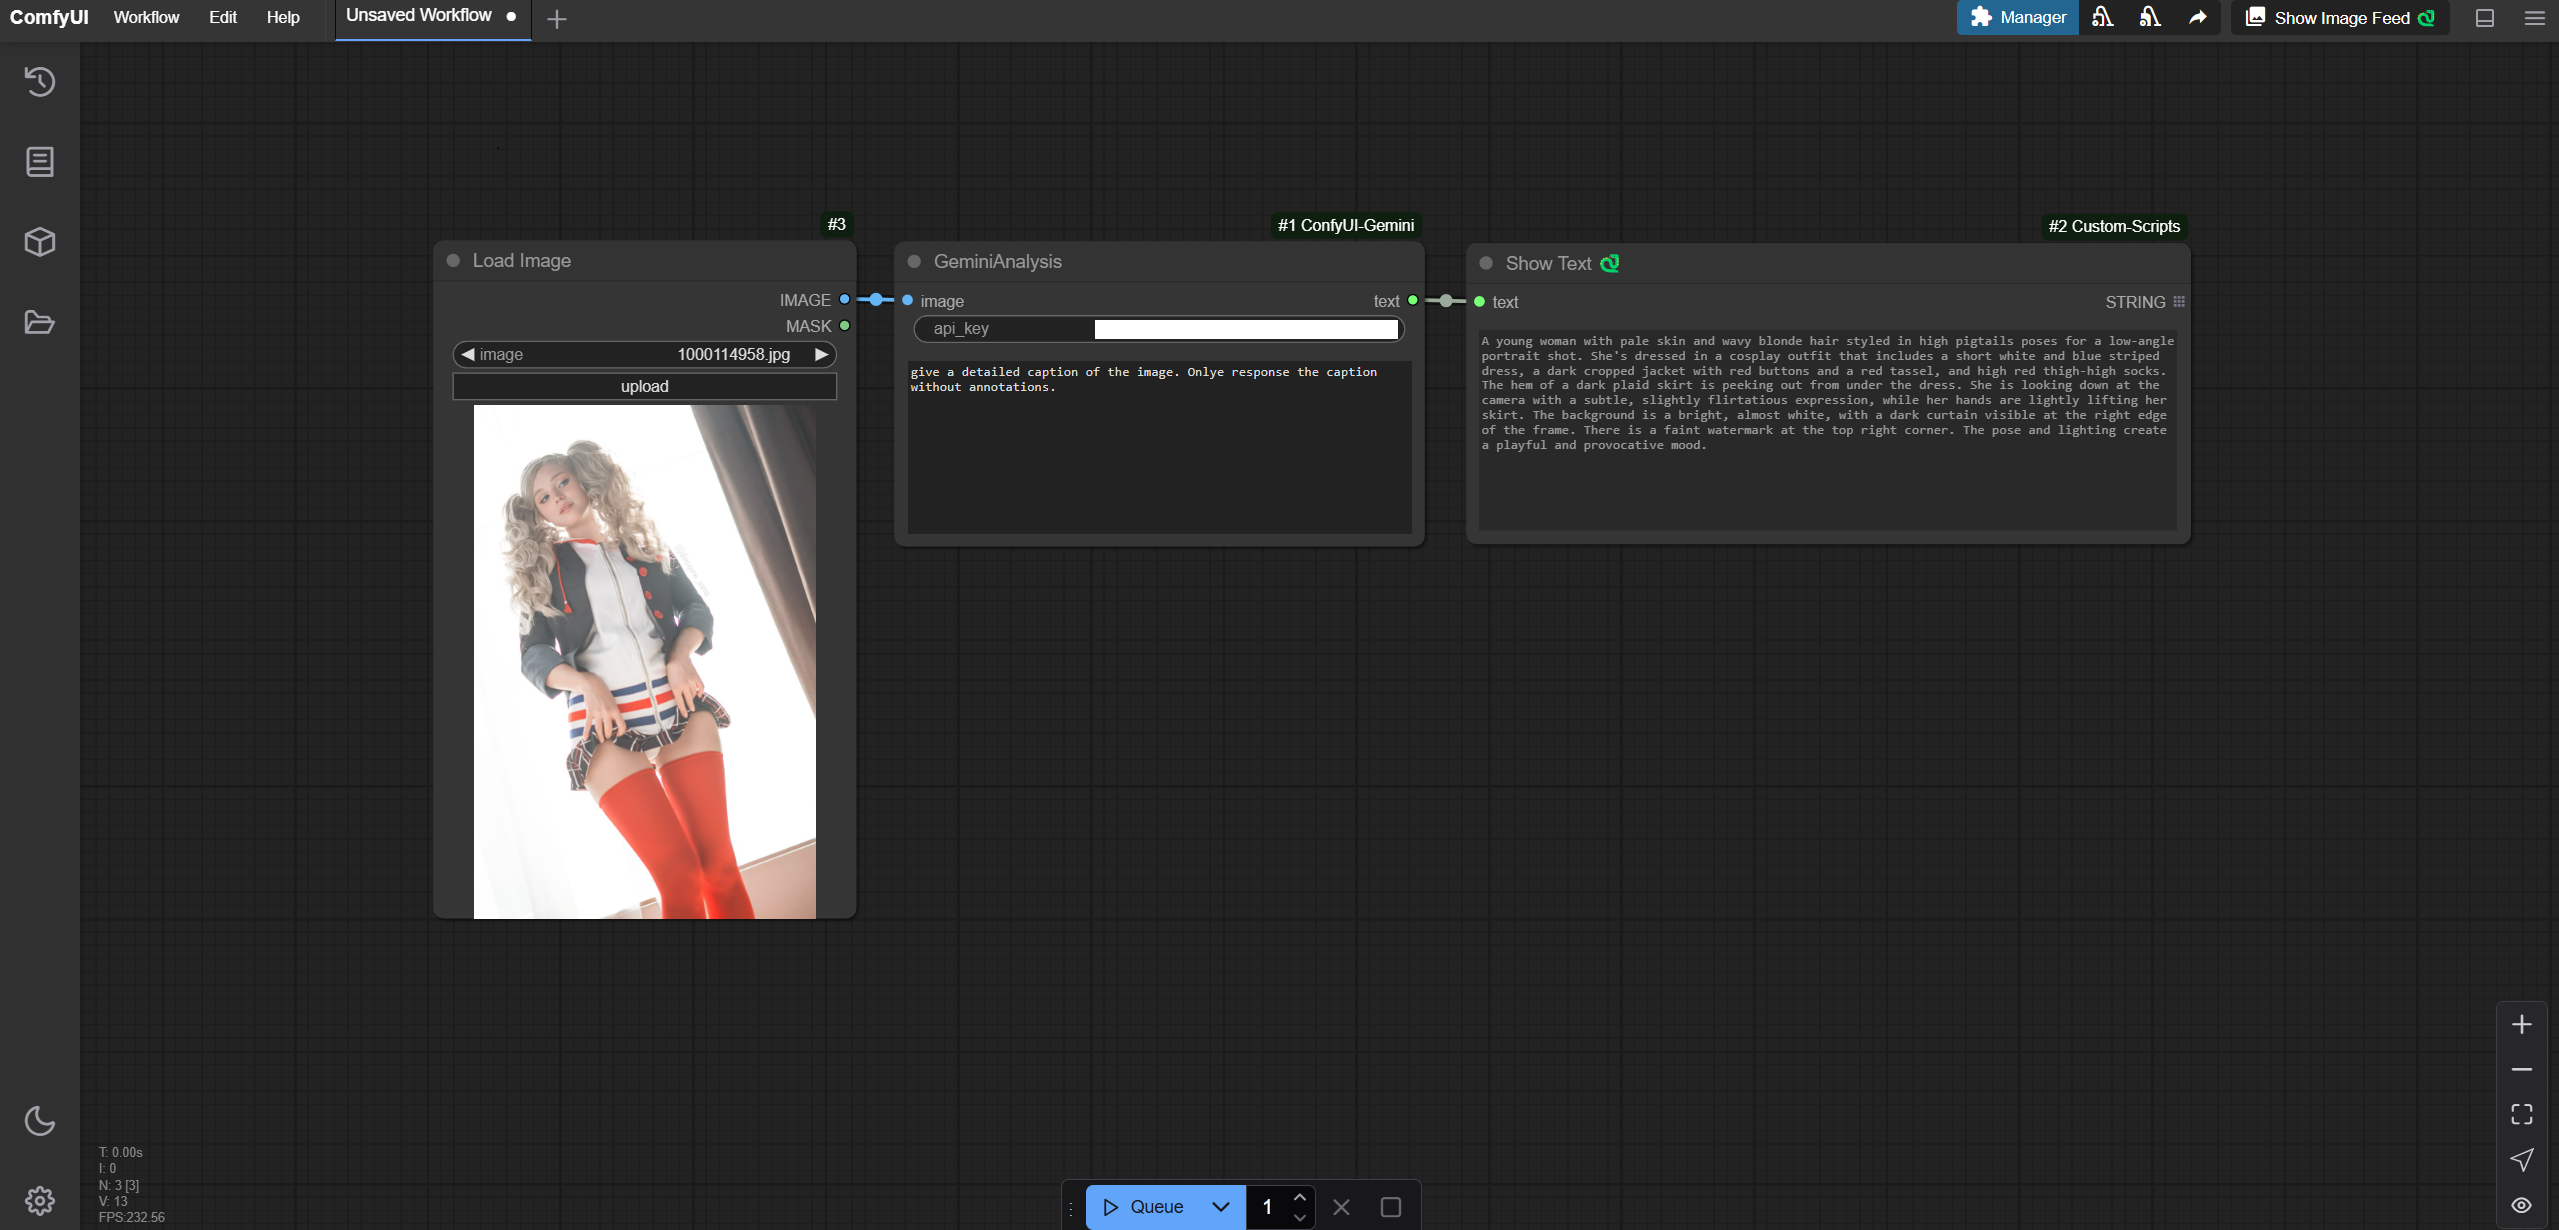 ComfyUI Workflow Edit Help Unsaved Workflow
Manager Show Image Feed
#3
#1 ConfyUI-Gemini
#2 Custom-Scripts
Load Image
IMAGE
MASK
image 1000114958.jpg
upload
GeminiAnalysis
image text
api_key
give a detailed caption of the image. Onlye response the caption
without annotations.
Show Text
text STRING
A young woman with pale skin and wavy blonde hair styled in high pigtails poses for a low-angle
portrait shot. She's dressed in a cosplay outfit that includes a short white and blue striped
dress, a dark cropped jacket with red buttons and a red tassel, and high red thigh-high socks.
The hem of a dark plaid skirt is peeking out from under the dress. She is looking down at the
camera with a subtle, slightly flirtatious expression, while her hands are lightly lifting her
skirt. The background is a bright, almost white, with a dark curtain visible at the right edge
of the frame. There is a faint watermark at the top right corner. The pose and lighting create
a playful and provocative mood.
T: 0.00s
I: 0
N: 3 [3]
V: 13
FPS:232.56
Queue 1